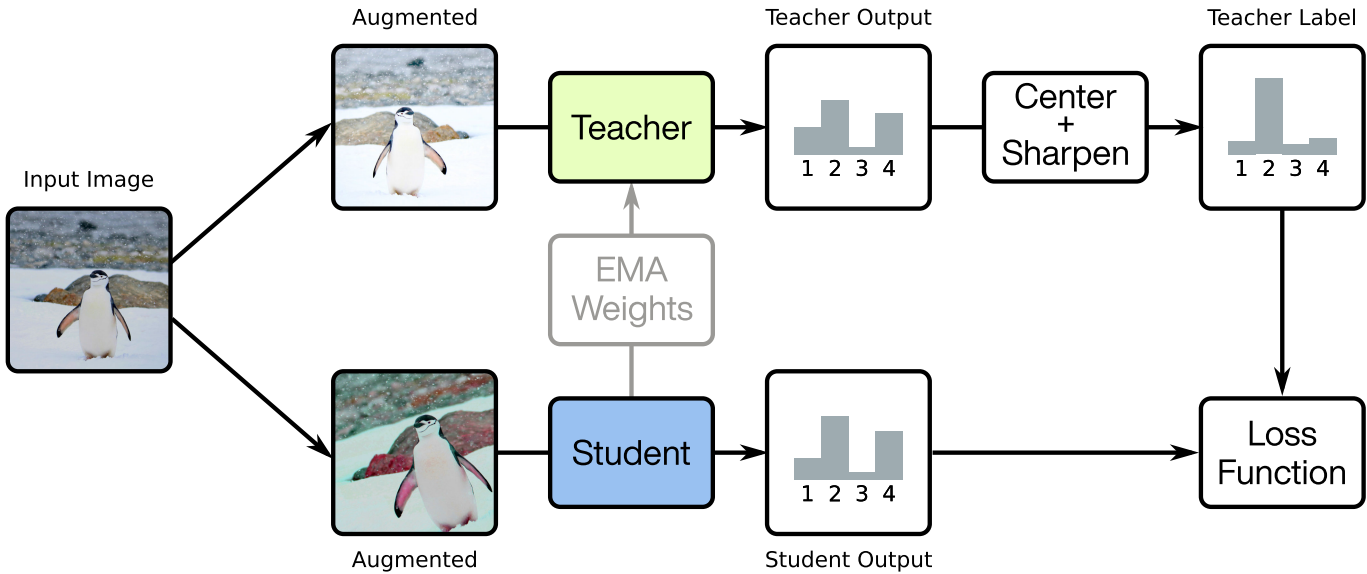 Augmented
Teacher Output
Teacher Label
Center
+
Sharpen
Teacher
1 2 3 4
1 2 3 4
Input Image
EMA
Weights
Student
1 2 3 4
Loss
Function
Augmented
Student Output